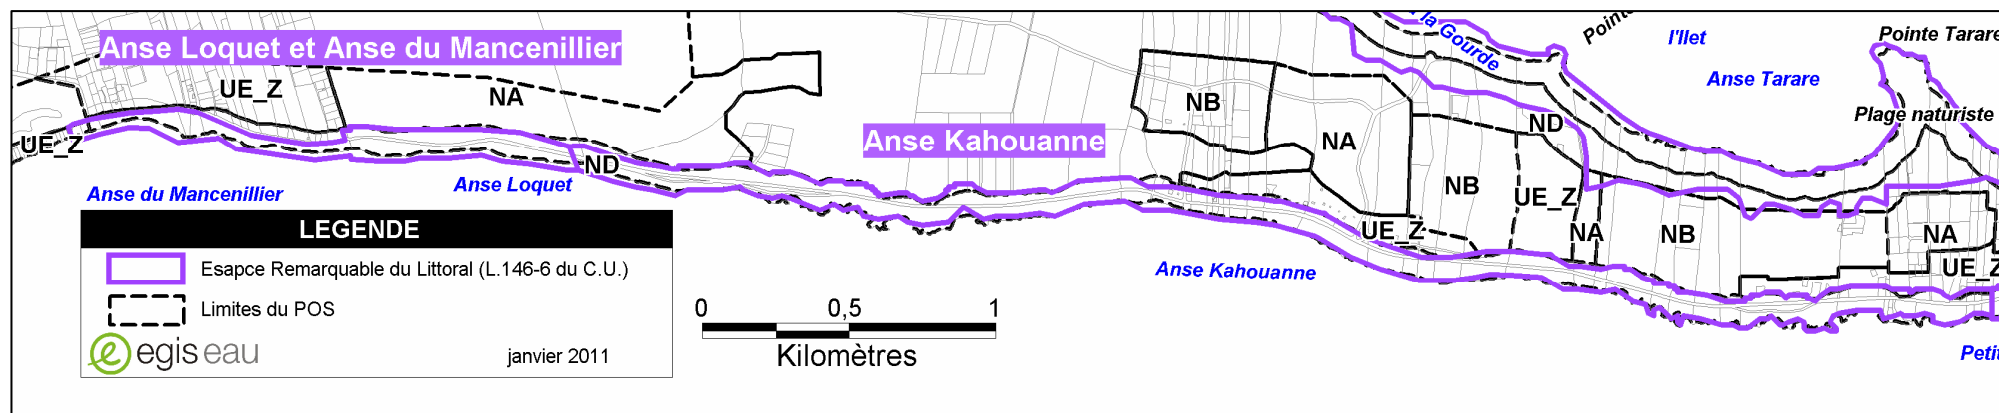 Anse Loquet et Anse du Mancenillier
UE_Z
NA
UE_Z
ND
Anse du Mancenillier
Anse Loquet
Anse Kahouanne
NB
NA
NB
ND
UE_Z
UE_Z
NA
NB
NA
UE_Z
la Gourde
Pointe
l'Ilet
Anse Tarare
Pointe Tarare
Plage naturiste
Anse Kahouanne
Petit
LEGENDE
Esapce Remarquable du Littoral (L.146-6 du C.U.)
Limites du POS
egis eau
janvier 2011
0 0,5 1
Kilomètres